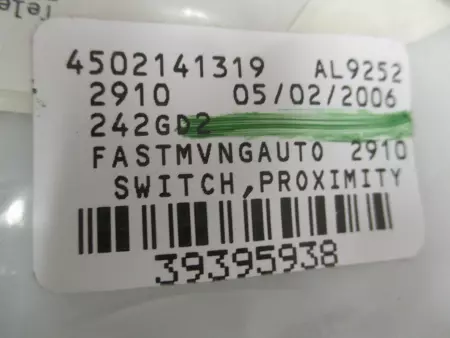 4502141319 AL9252
2910 05/02/2006
242GD2
FASTMVNGAUTO 2910
SWITCH,PROXIMITY
39395938